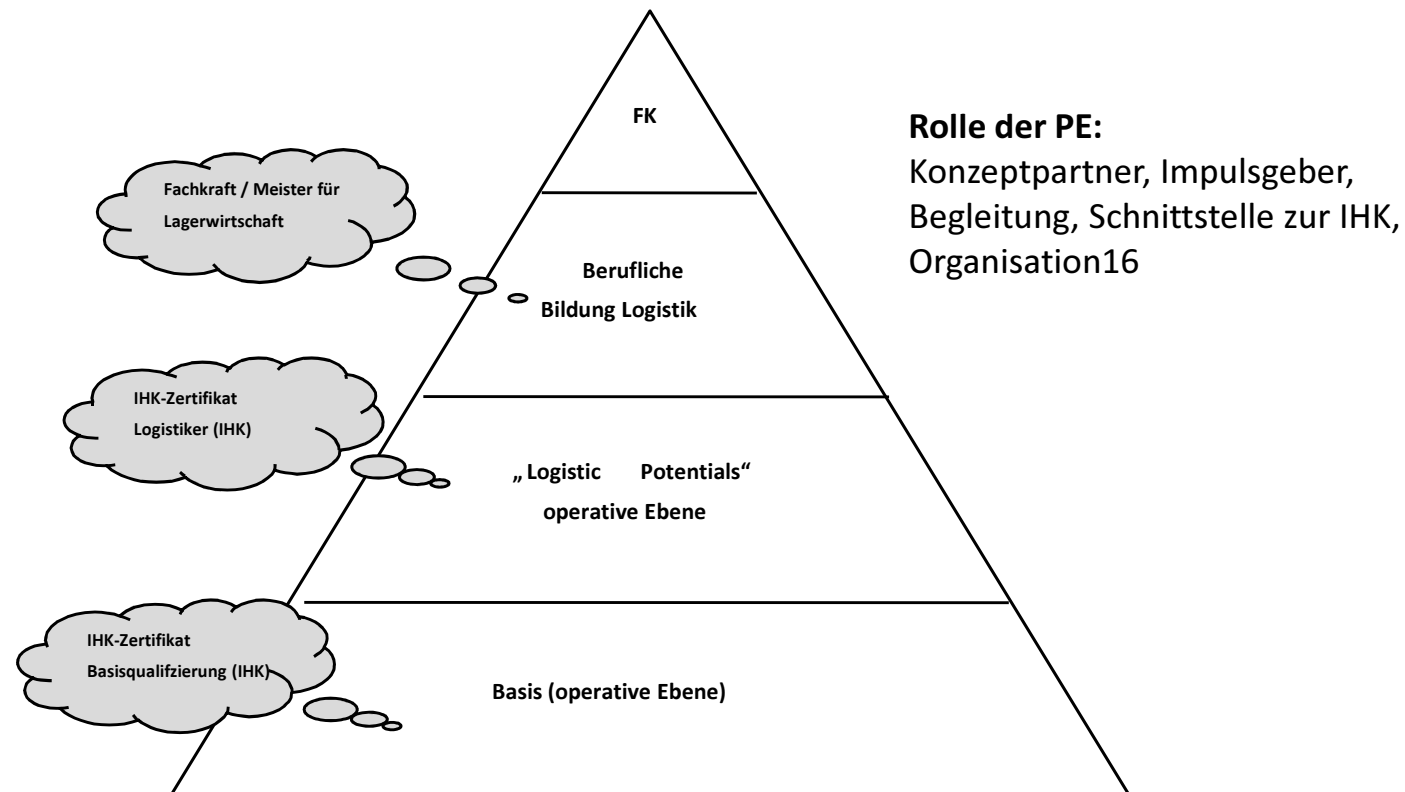 FK
Rolle der PE:
Konzeptpartner, Impulsgeber,
Begleitung, Schnittstelle zur IHK,
Organisation16
Fachkraft / Meister für
Lagerwirtschaft
Berufliche
Bildung Logistik
IHK-Zertifikat
Logistiker (IHK)
„Logistic Potentials“
operative Ebene
IHK-Zertifikat
Basisqualifzierung (IHK)
Basis (operative Ebene)